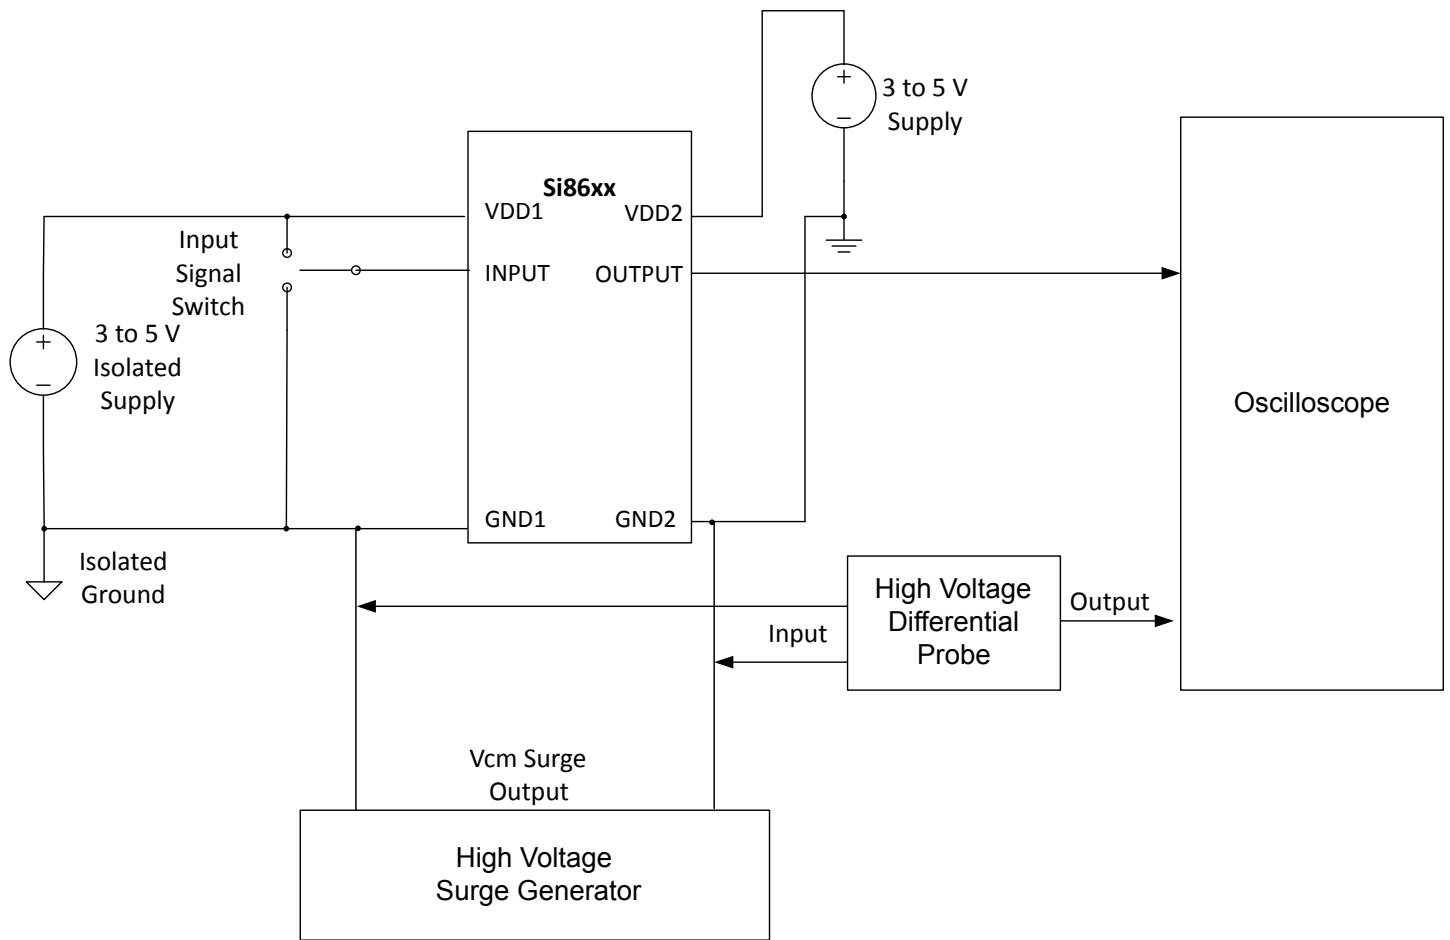 +
3 to 5 V
Supply
−
Si86xx
VDD1
VDD2
Input
Signal
Switch
INPUT
OUTPUT
+
−
3 to 5 V
Isolated
Supply
Oscilloscope
GND1
GND2
Isolated
Ground
High Voltage
Differential
Probe
Output
Input
Vcm Surge
Output
High Voltage
Surge Generator